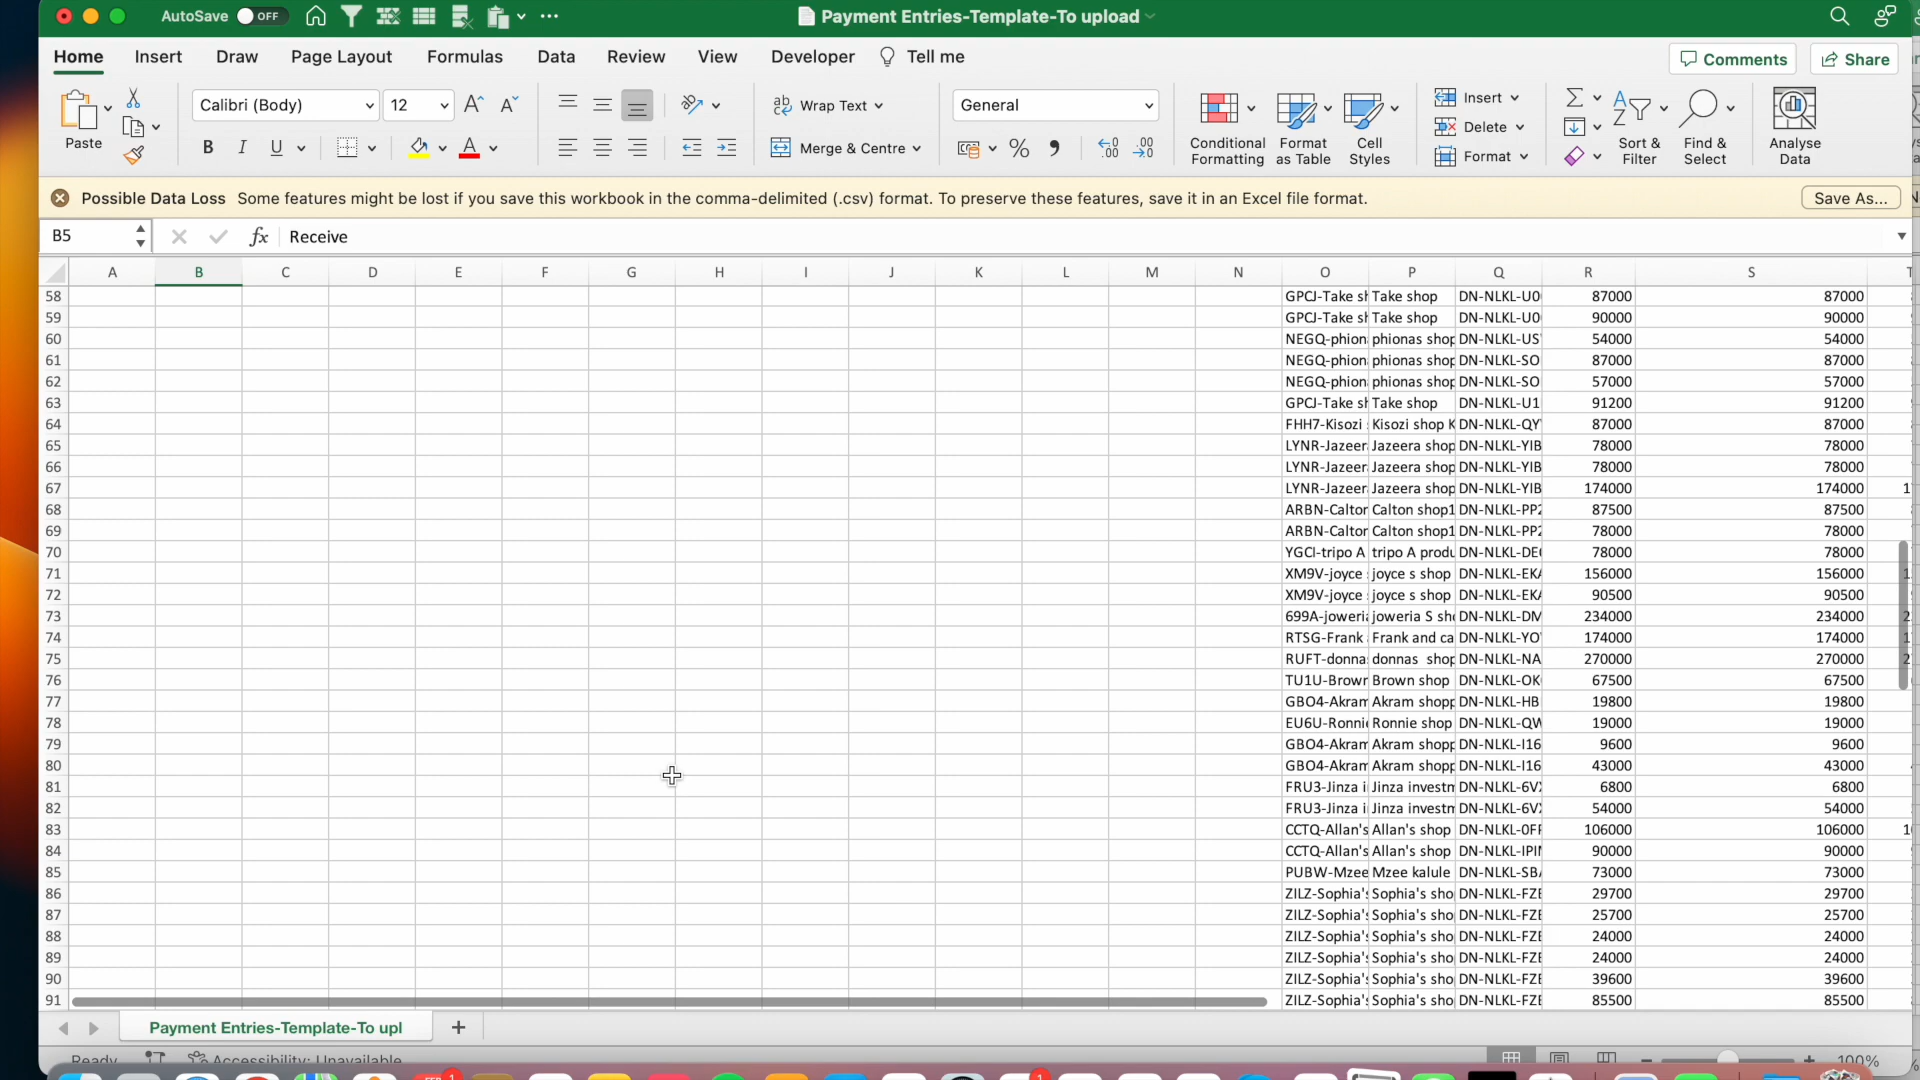 AutoSave OFF Payment Entries-Template-To upload
Home Insert Draw Page Layout Formulas Data Review View Developer Tell me Comments Share
Paste Calibri (Body) 12 Wrap Text General Conditional Formatting Format as Table Cell Styles Insert Delete Format Sort & Filter Find & Select Analyse Data
B I U A Merge & Centre % 
Possible Data Loss Some features might be lost if you save this workbook in the comma-delimited (.csv) format. To preserve these features, save it in an Excel file format. Save As...
B5 fx Receive
A B C D E F G H I J K L M N O P Q R S T
58 GPCJ-Take sh Take shop DN-NLKL-U0 87000 87000
59 GPCJ-Take sh Take shop DN-NLKL-U0 90000 90000
60 NEGQ-phion phionas shop DN-NLKL-US 54000 54000
61 NEGQ-phion phionas shop DN-NLKL-SO 87000 87000
62 NEGQ-phion phionas shop DN-NLKL-SO 57000 57000
63 GPCJ-Take sh Take shop DN-NLKL-U1 91200 91200
64 FHH7-Kisozi Kisozi shop K DN-NLKL-QY 87000 87000
65 LYNR-Jazeer Jazeera shop DN-NLKL-YIB 78000 78000
66 LYNR-Jazeer Jazeera shop DN-NLKL-YIB 78000 78000
67 LYNR-Jazeer Jazeera shop DN-NLKL-YIB 174000 174000
68 ARBN-Calton Calton shop1 DN-NLKL-PP2 87500 87500
69 ARBN-Calton Calton shop1 DN-NLKL-PP2 78000 78000
70 YGCI-tripo A tripo A produ DN-NLKL-DE 78000 78000
71 XM9V-joyce joyce s shop DN-NLKL-EKA 156000 156000
72 XM9V-joyce joyce s shop DN-NLKL-EKA 90500 90500
73 699A-joweria joweria S sho DN-NLKL-DM 234000 234000
74 RTSG-Frank Frank and ca DN-NLKL-YO 174000 174000
75 RUFT-donna donnas shop DN-NLKL-NA 270000 270000
76 TU1U-Brown Brown shop DN-NLKL-OK 67500 67500
77 GBO4-Akram Akram shopp DN-NLKL-HB 19800 19800
78 EU6U-Ronnie Ronnie shop DN-NLKL-QW 19000 19000
79 GBO4-Akram Akram shopp DN-NLKL-I16 9600 9600
80 GBO4-Akram Akram shopp DN-NLKL-I16 43000 43000
81 FRU3-Jinza i Jinza investm DN-NLKL-6V 6800 6800
82 FRU3-Jinza i Jinza investm DN-NLKL-6V 54000 54000
83 CCTQ-Allan's Allan's shop DN-NLKL-0F 106000 106000
84 CCTQ-Allan's Allan's shop DN-NLKL-IPI 90000 90000
85 PUBW-Mzee Mzee kalule DN-NLKL-SB 73000 73000
86 ZILZ-Sophia's Sophia's sho DN-NLKL-FZE 29700 29700
87 ZILZ-Sophia's Sophia's sho DN-NLKL-FZE 25700 25700
88 ZILZ-Sophia's Sophia's sho DN-NLKL-FZE 24000 24000
89 ZILZ-Sophia's Sophia's sho DN-NLKL-FZE 24000 24000
90 ZILZ-Sophia's Sophia's sho DN-NLKL-FZE 39600 39600
91 ZILZ-Sophia's Sophia's sho DN-NLKL-FZE 85500 85500
Payment Entries-Template-To upl
Ready Accessibility: Unavailable 100%